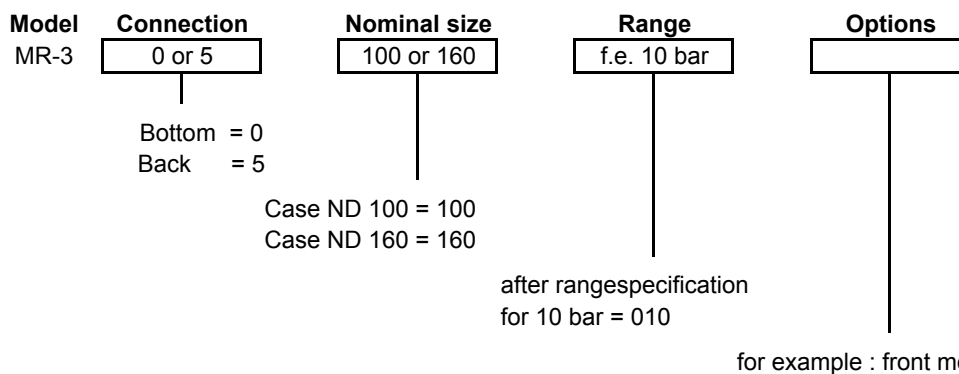 Model Connection Nominal size Range Options
MR-3 0 or 5 100 or 160 f.e. 10 bar
Bottom = 0
Back = 5
Case ND 100 = 100
Case ND 160 = 160
after rangespecification
for 10 bar = 010
for example : front